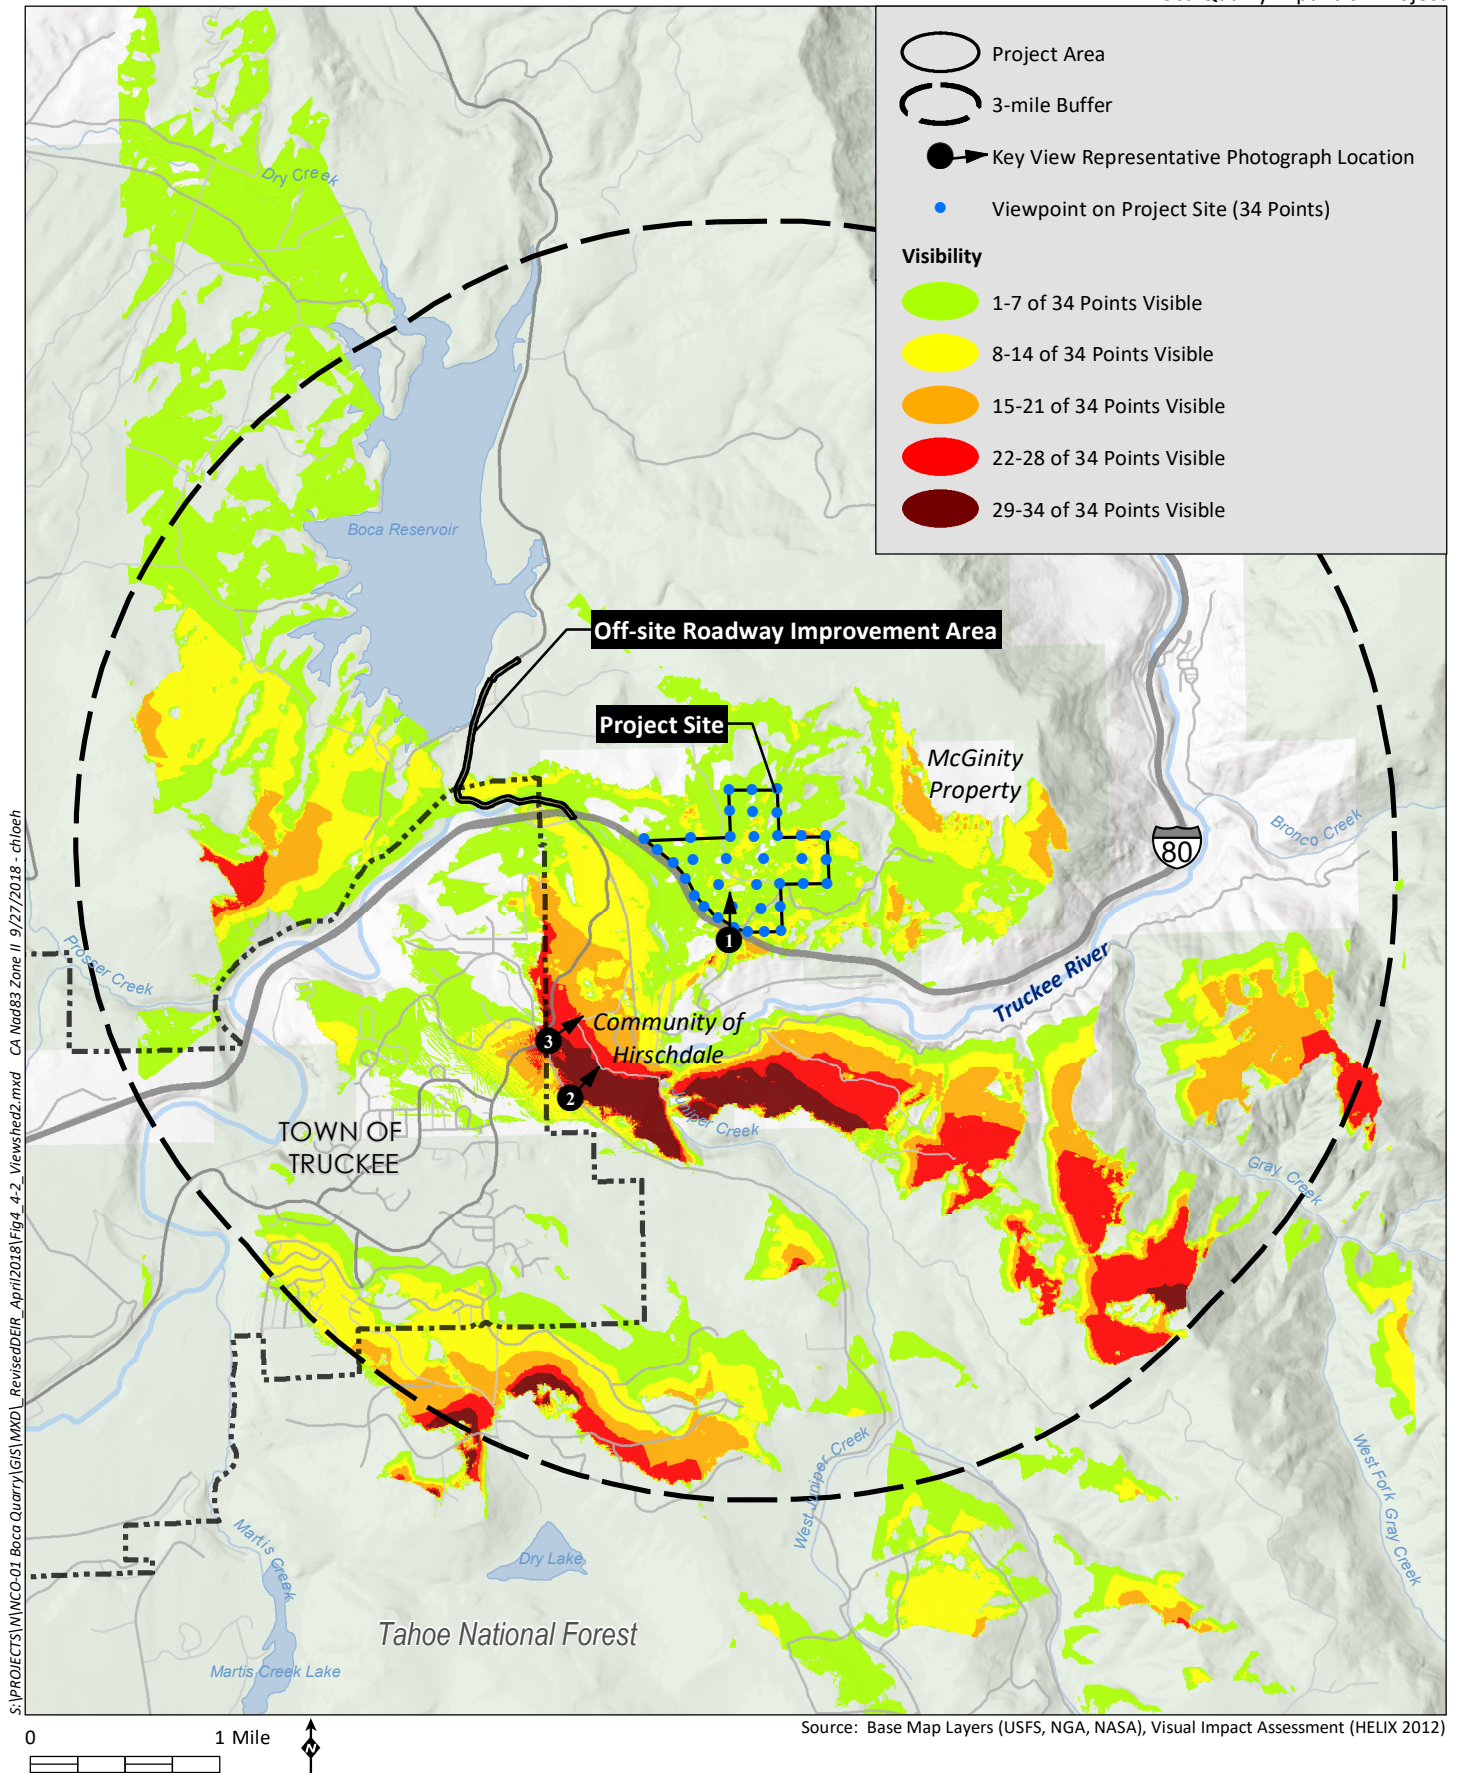 Project Area
3-mile Buffer
Key View Representative Photograph Location
Viewpoint on Project Site (34 Points)
Visibility
1-7 of 34 Points Visible
8-14 of 34 Points Visible
15-21 of 34 Points Visible
22-28 of 34 Points Visible
29-34 of 34 Points Visible
Dry Creek
Boca Reservoir
Off-site Roadway Improvement Area
Project Site
McGinity
Property
Bronco Creek
80
1
Prosser Creek
Truckee River
3
Community of
Hirschdale
2
Juniper Creek
TOWN OF
TRUCKEE
Gray Creek
West Juniper Creek
West Fork Gray Creek
Martis Creek
Dry Lake
Tahoe National Forest
Martis Creek Lake
S:\PROJECTS\N\NCO-01 Boca Quarry\GIS\MXD\_RevisedDEIR_April2018\Fig4_4-2_Viewshed2.mxd CA Nad83 Zone II 9/27/2018 - chloeh
Source: Base Map Layers (USFS, NGA, NASA), Visual Impact Assessment (HELIX 2012)
0 1 Mile
N